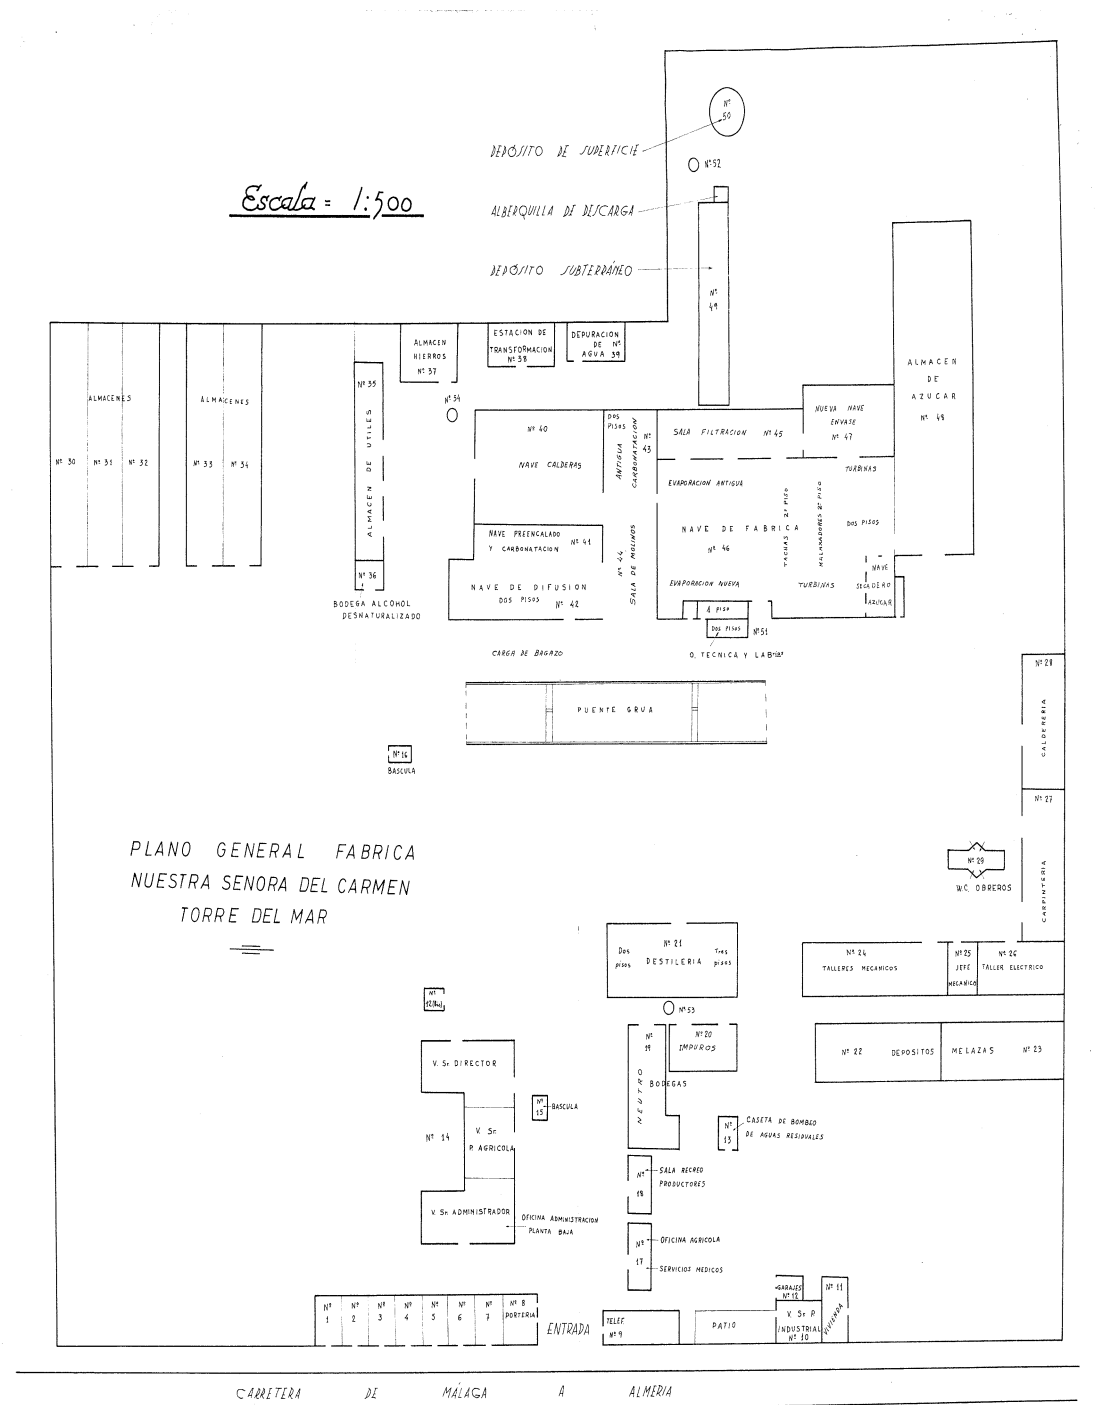 Nº
50
DEPÓSITO DE SUPERFICIE
Nº 52
Escala = 1:500
ALBERQUILLA DE DESCARGA
DEPÓSITO SUBTERRÁNEO
Nº
49
ALMACEN
HIERROS
Nº 37
ESTACION DE
TRANSFORMACION
Nº 38
DEPURACION
DE Nº
AGUA 39
ALMACEN
DE
AZUCAR
Nº 48
ALMACENES
Nº 30
Nº 31
Nº 32
ALMACENES
Nº 33
Nº 34
Nº 35
ALMACEN DE UTILES
Nº 36
BODEGA ALCOHOL
DESNATURALIZADO
Nº 54
Nº 40
NAVE CALDERAS
DOS
PISOS
ANTIGUA
CARBONATACION
Nº
43
SALA FILTRACION Nº 45
NUEVA NAVE
ENVASE
Nº 47
TURBINAS
EVAPORACION ANTIGUA
NAVE DE FABRICA
Nº 46
TACHAS 2º PISO
MALAXADORES 2º PISO
DOS PISOS
NAVE PREENCALADO
Y CARBONATACION
Nº 41
NAVE DE DIFUSION
DOS PISOS Nº 42
Nº 44
SALA DE MOLINOS
EVAPORACION NUEVA
TURBINAS
NAVE
SECADERO
AZUCAR
4 PISO
DOS PISOS
Nº 51
O. TECNICA Y LABrios
CARGA DE BAGAZO
PUENTE GRUA
Nº 16
BASCULA
Nº 28
CALDERERIA
Nº 27
CARPINTERIA
Nº 29
W.C. OBREROS
PLANO GENERAL FABRICA
NUESTRA SENORA DEL CARMEN
TORRE DEL MAR
Dos
pisos
Nº 21
DESTILERIA
Tres
pisos
Nº 24
TALLERES MECANICOS
Nº 25
JEFE
MECANICO
Nº 26
TALLER ELECTRICO
Nº
Nº 53
Nº
19
NEUTRO
Nº 20
IMPUROS
BODEGAS
Nº 22 DEPOSITOS
MELAZAS Nº 23
V. Sr DIRECTOR
Nº 14
V. Sr.
P. AGRICOLA
V. Sr. ADMINISTRADOR
OFICINA ADMINISTRACION
PLANTA BAJA
Nº
15
BASCULA
Nº
13
CASETA DE BOMBEO
DE AGUAS RESIDUALES
Nº
18
SALA RECREO
PRODUCTORES
Nº
17
OFICINA AGRICOLA
SERVICIOS MEDICOS
Nº
1
Nº
2
Nº
3
Nº
4
Nº
5
Nº
6
Nº
7
Nº 8
PORTERIA
ENTRADA
TELEF.
Nº 9
PATIO
GARAJES
Nº 12
V. Sr P.
INDUSTRIAL
Nº 10
Nº 11
VIVIENDA
CARRETERA DE MÁLAGA A ALMERIA